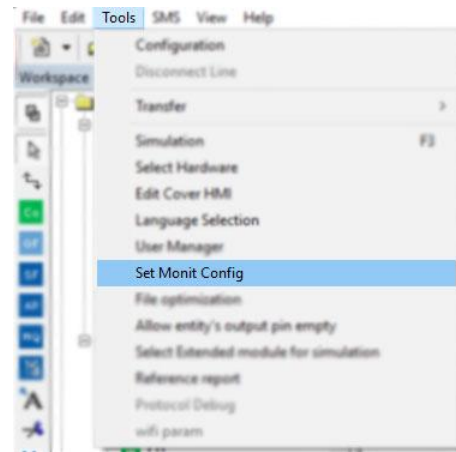 File Edit Tools SMS View Help
Workspace
Configuration
Disconnect Line
Transfer
Simulation F3
Select Hardware
Edit Cover HMI
Language Selection
User Manager
Set Monit Config
File optimization
Allow entity's output pin empty
Select Extended module for simulation
Reference report
Protocol Debug
wifi param